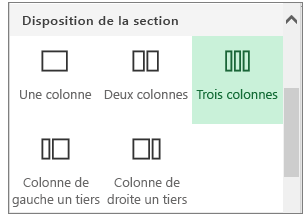 Disposition de la section
Une colonne
Deux colonnes
Trois colonnes
Colonne de
gauche un tiers
Colonne de
droite un tiers